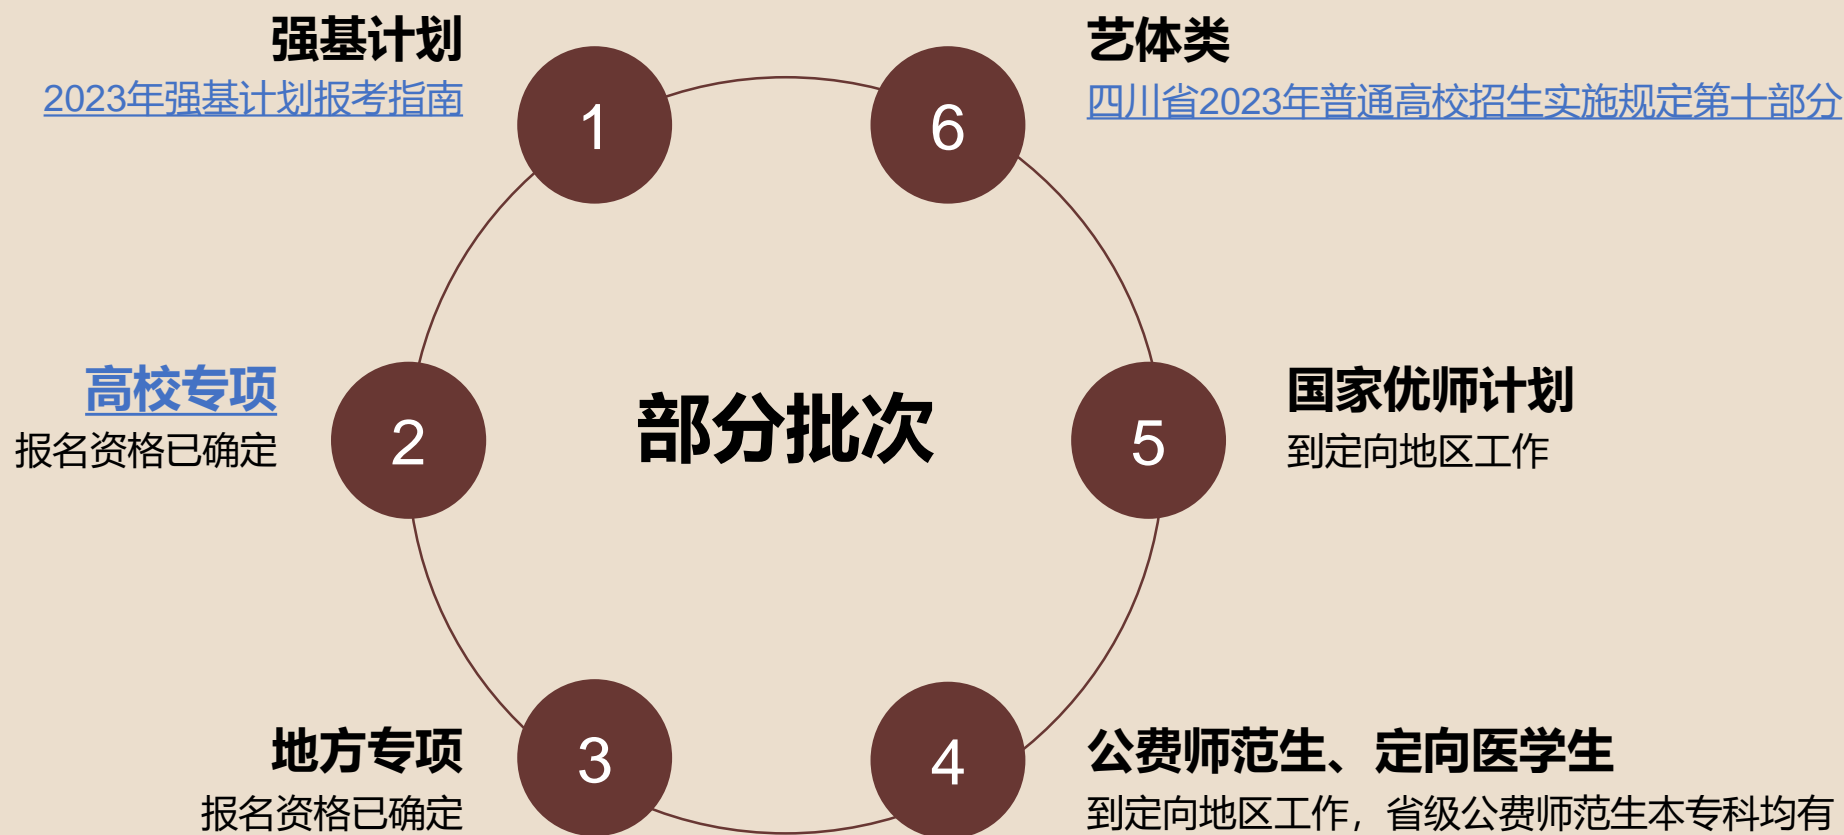 强基计划
2023年强基计划报考指南
1
6
艺体类
四川省2023年普通高校招生实施规定第十部分
高校专项
报名资格已确定
2
部分批次
5
国家优师计划
到定向地区工作
地方专项
报名资格已确定
3
4
公费师范生、定向医学生
到定向地区工作，省级公费师范生本专科均有